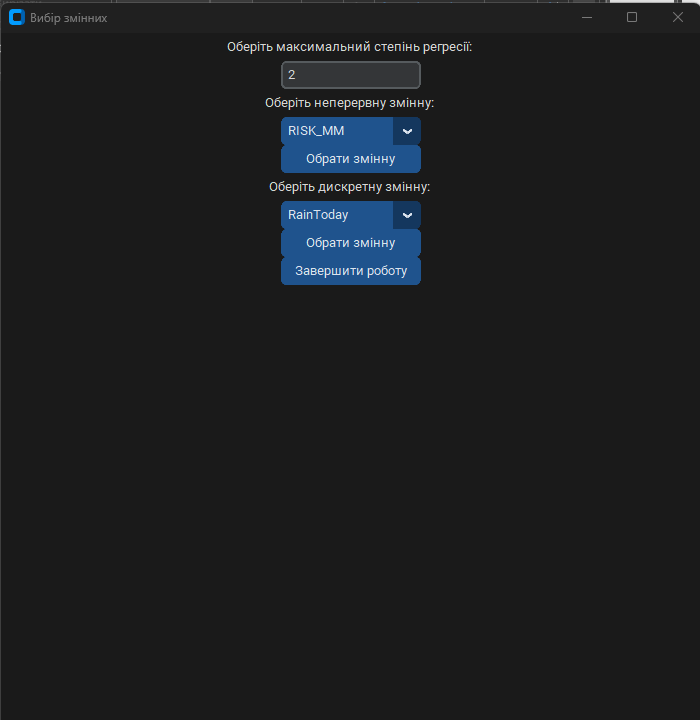 Вибір змінних
Оберіть максимальний степінь регресії:
2
Оберіть неперервну змінну:
RISK_MM
Обрати змінну
Оберіть дискретну змінну:
RainToday
Обрати змінну
Завершити роботу